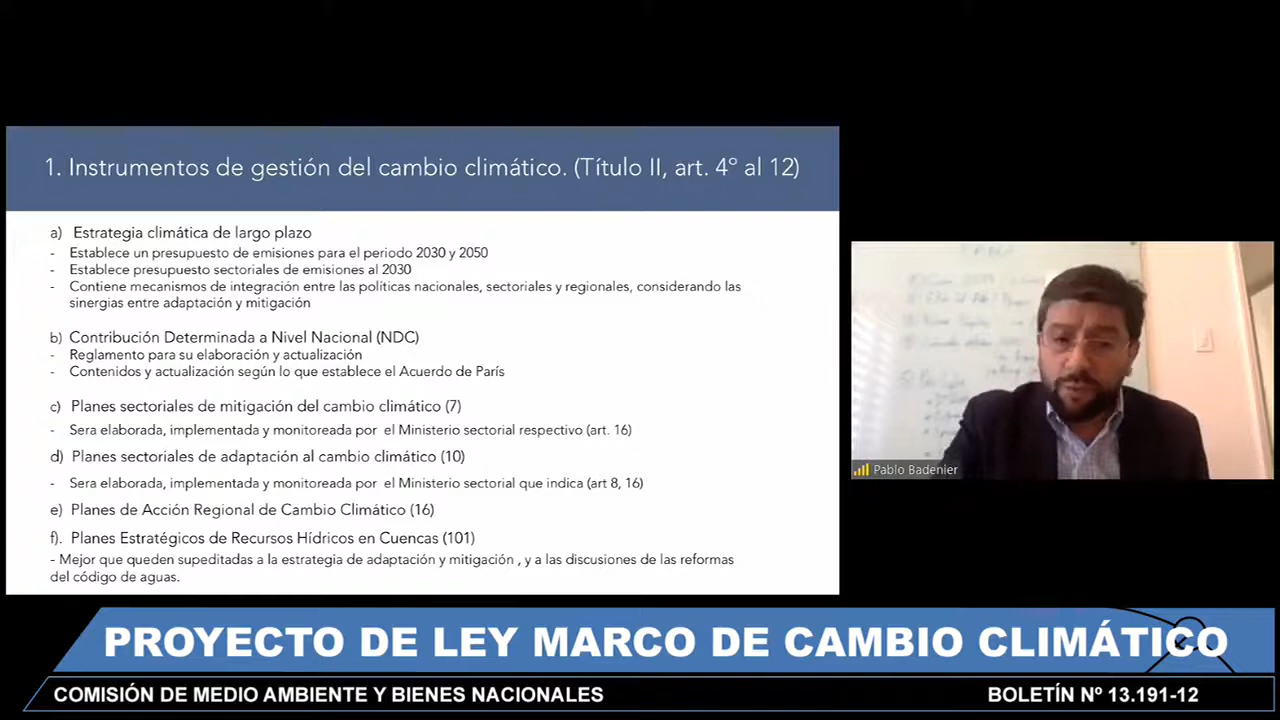 1. Instrumentos de gestión del cambio climático. (Título II, art. 4º al 12)
a) Estrategia climática de largo plazo
- Establece un presupuesto de emisiones para el periodo 2030 y 2050
- Establece presupuesto sectoriales de emisiones al 2030
- Contiene mecanismos de integración entre las políticas nacionales, sectoriales y regionales, considerando las
sinergias entre adaptación y mitigación
b) Contribución Determinada a Nivel Nacional (NDC)
- Reglamento para su elaboración y actualización
- Contenidos y actualización según lo que establece el Acuerdo de París
c) Planes sectoriales de mitigación del cambio climático (7)
- Sera elaborada, implementada y monitoreada por el Ministerio sectorial respectivo (art. 16)
d) Planes sectoriales de adaptación al cambio climático (10)
- Sera elaborada, implementada y monitoreada por el Ministerio sectorial que indica (art 8, 16)
e) Planes de Acción Regional de Cambio Climático (16)
f). Planes Estratégicos de Recursos Hídricos en Cuencas (101)
- Mejor que queden supeditadas a la estrategia de adaptación y mitigación , y a las discusiones de las reformas
del código de aguas.
Pablo Badenier
PROYECTO DE LEY MARCO DE CAMBIO CLIMÁTICO
COMISIÓN DE MEDIO AMBIENTE Y BIENES NACIONALES
BOLETÍN Nº 13.191-12